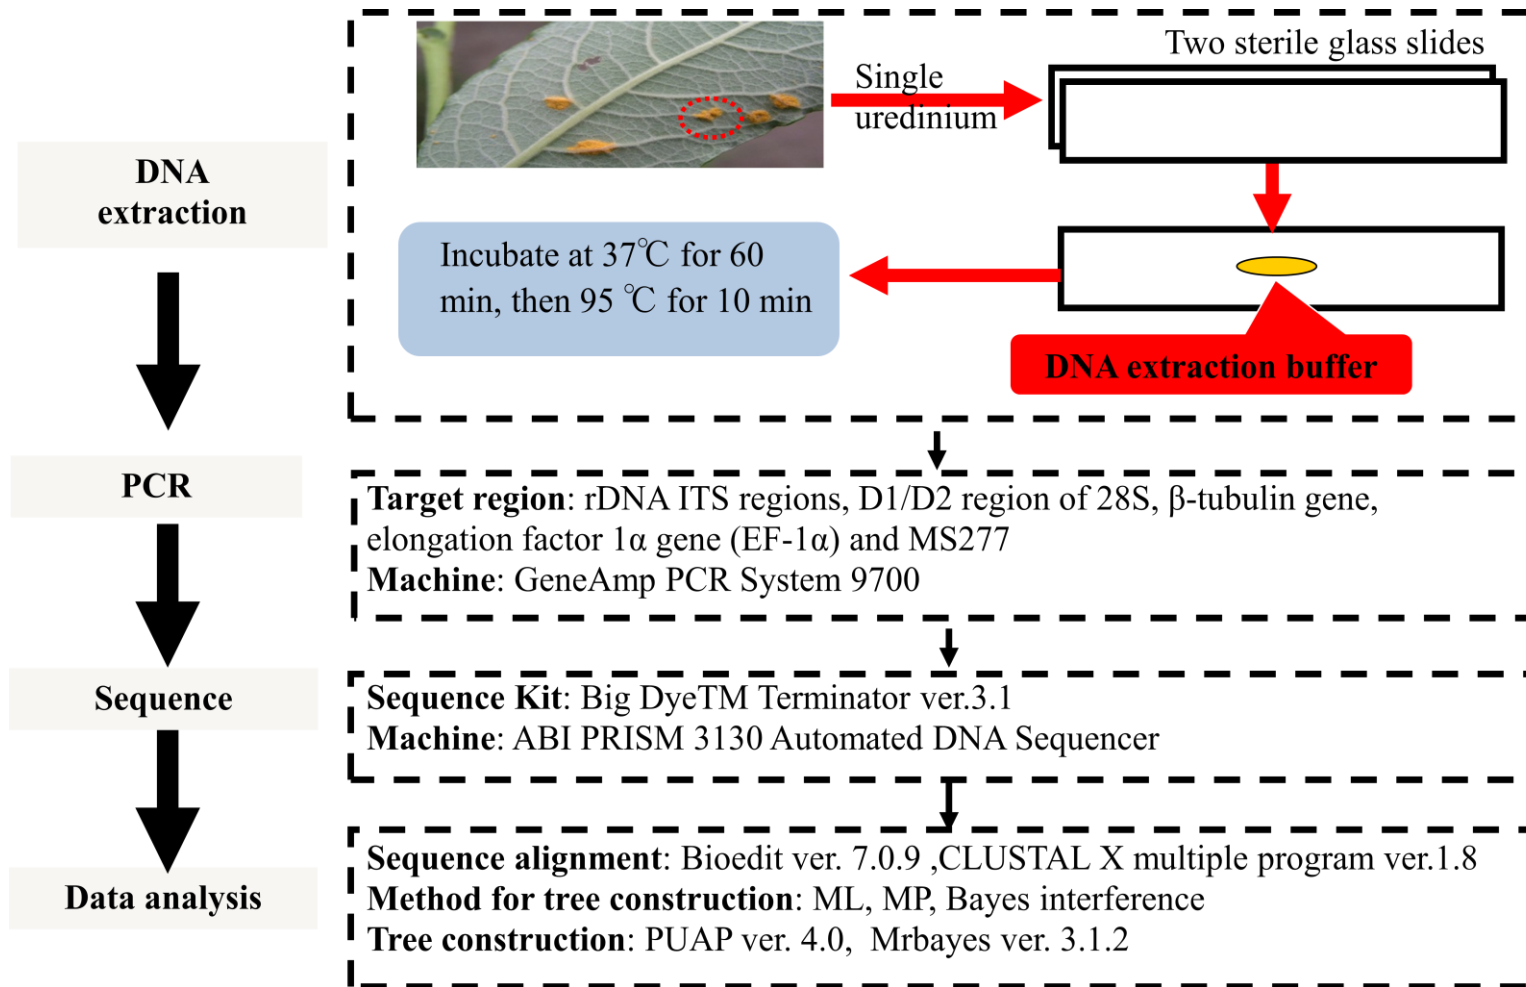 Two sterile glass slides
Single
uredinium
DNA
extraction
Incubate at 37℃ for 60
min, then 95 ℃ for 10 min
DNA extraction buffer
PCR
Target region: rDNA ITS regions, D1/D2 region of 28S, β-tubulin gene,
elongation factor 1α gene (EF-1α) and MS277
Machine: GeneAmp PCR System 9700
Sequence
Sequence Kit: Big DyeTM Terminator ver.3.1
Machine: ABI PRISM 3130 Automated DNA Sequencer
Data analysis
Sequence alignment: Bioedit ver. 7.0.9 ,CLUSTAL X multiple program ver.1.8
Method for tree construction: ML, MP, Bayes interference
Tree construction: PUAP ver. 4.0, Mrbayes ver. 3.1.2